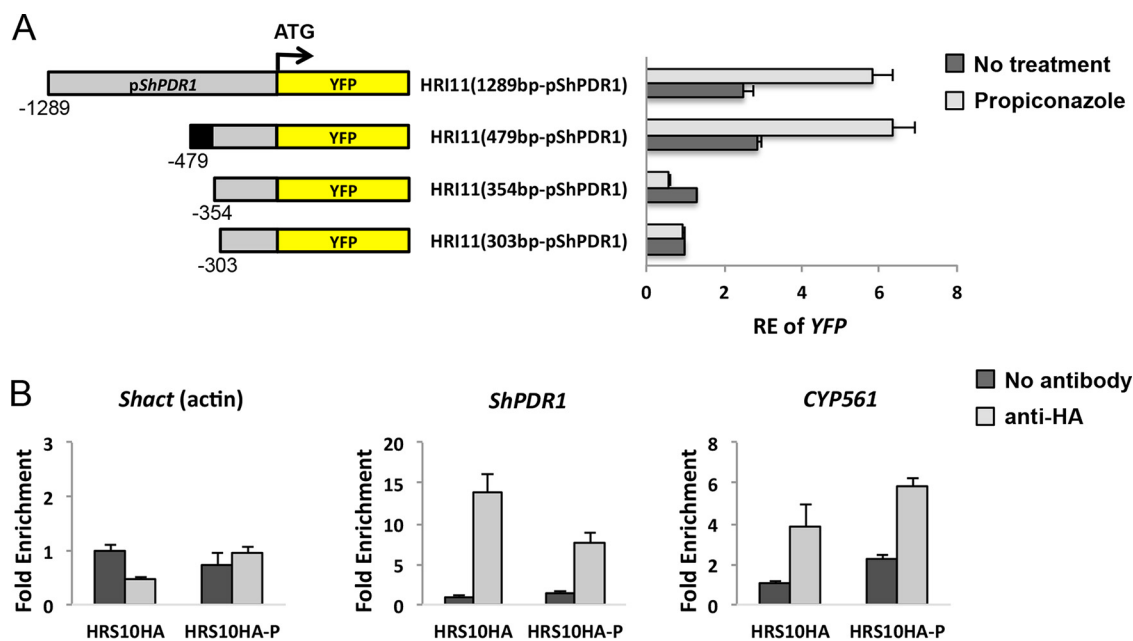 A
ATG
pShPDR1
YFP
-1289
HRI11(1289bp-pShPDR1)
YFP
-479
HRI11(479bp-pShPDR1)
YFP
-354
HRI11(354bp-pShPDR1)
YFP
-303
HRI11(303bp-pShPDR1)
No treatment
Propiconazole
0 2 4 6 8
RE of YFP
B
No antibody
anti-HA
Shact (actin)
Fold Enrichment
3
2
1
0
HRS10HA HRS10HA-P
ShPDR1
Fold Enrichment
20
15
10
5
0
HRS10HA HRS10HA-P
CYP561
Fold Enrichment
8
6
4
2
0
HRS10HA HRS10HA-P